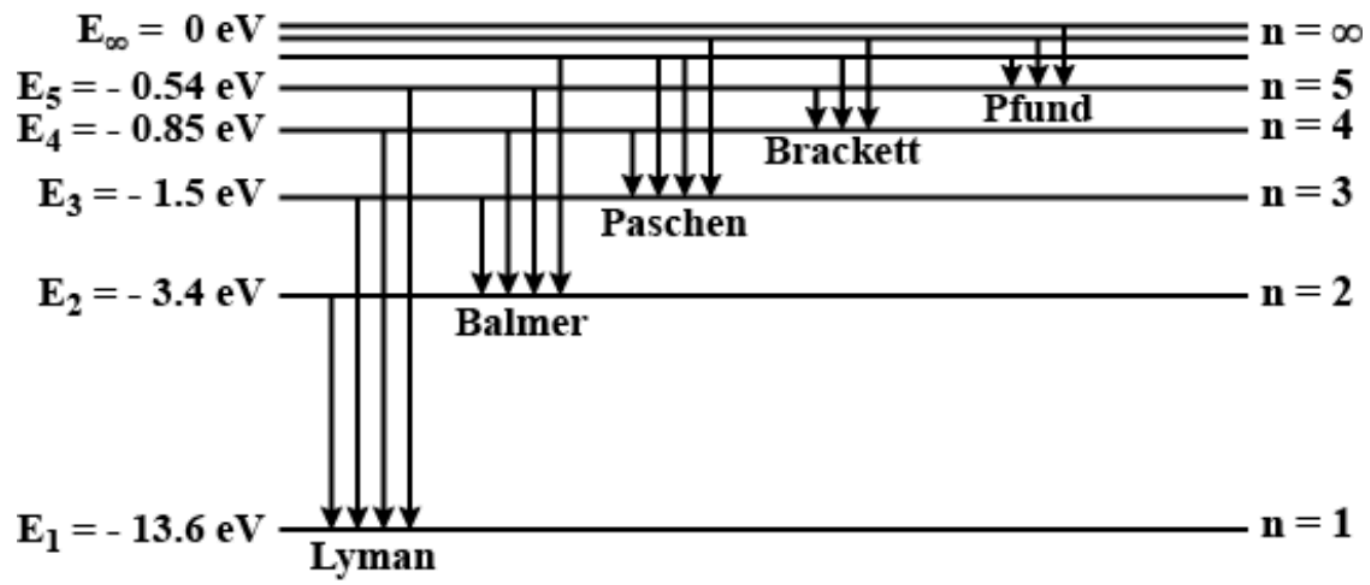 E∞ = 0 eV
n = ∞
E5 = - 0.54 eV
n = 5
Pfund
E4 = - 0.85 eV
n = 4
Brackett
E3 = - 1.5 eV
n = 3
Paschen
E2 = - 3.4 eV
n = 2
Balmer
E1 = - 13.6 eV
n = 1
Lyman